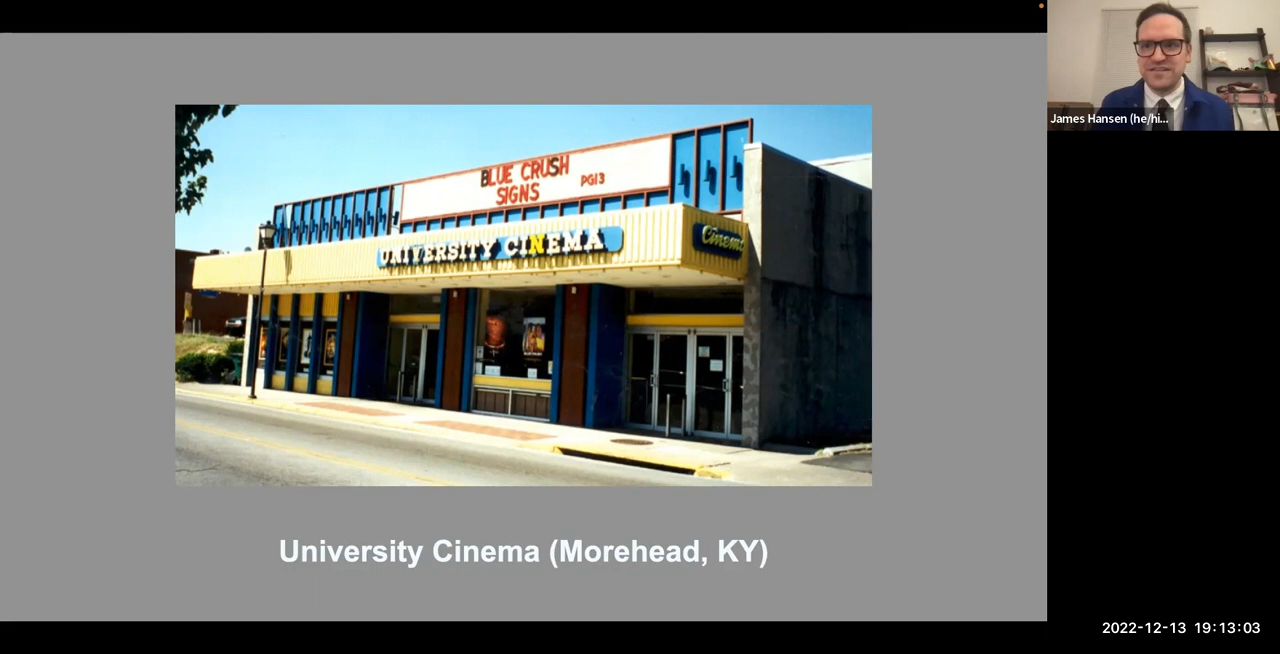 James Hansen (he/hi...
BLUE CRUSH
SIGNS
PG13
UNIVERSITY CINEMA
Cinema
University Cinema (Morehead, KY)
2022-12-13 19:13:03